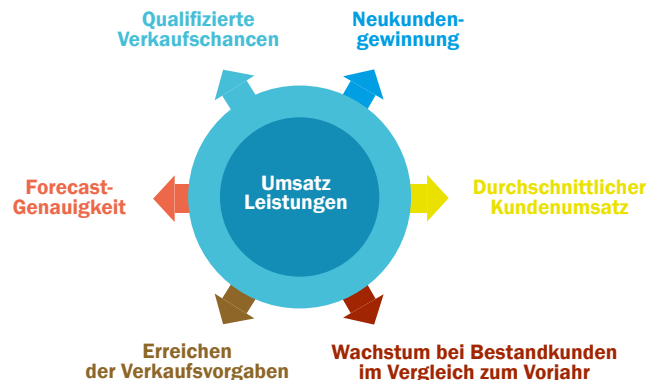 Qualifizierte
Verkaufschancen
Neukunden-
gewinnung
Forecast-
Genauigkeit
Umsatz
Leistungen
Durchschnittlicher
Kundenumsatz
Erreichen
der Verkaufsvorgaben
Wachstum bei Bestandkunden
im Vergleich zum Vorjahr